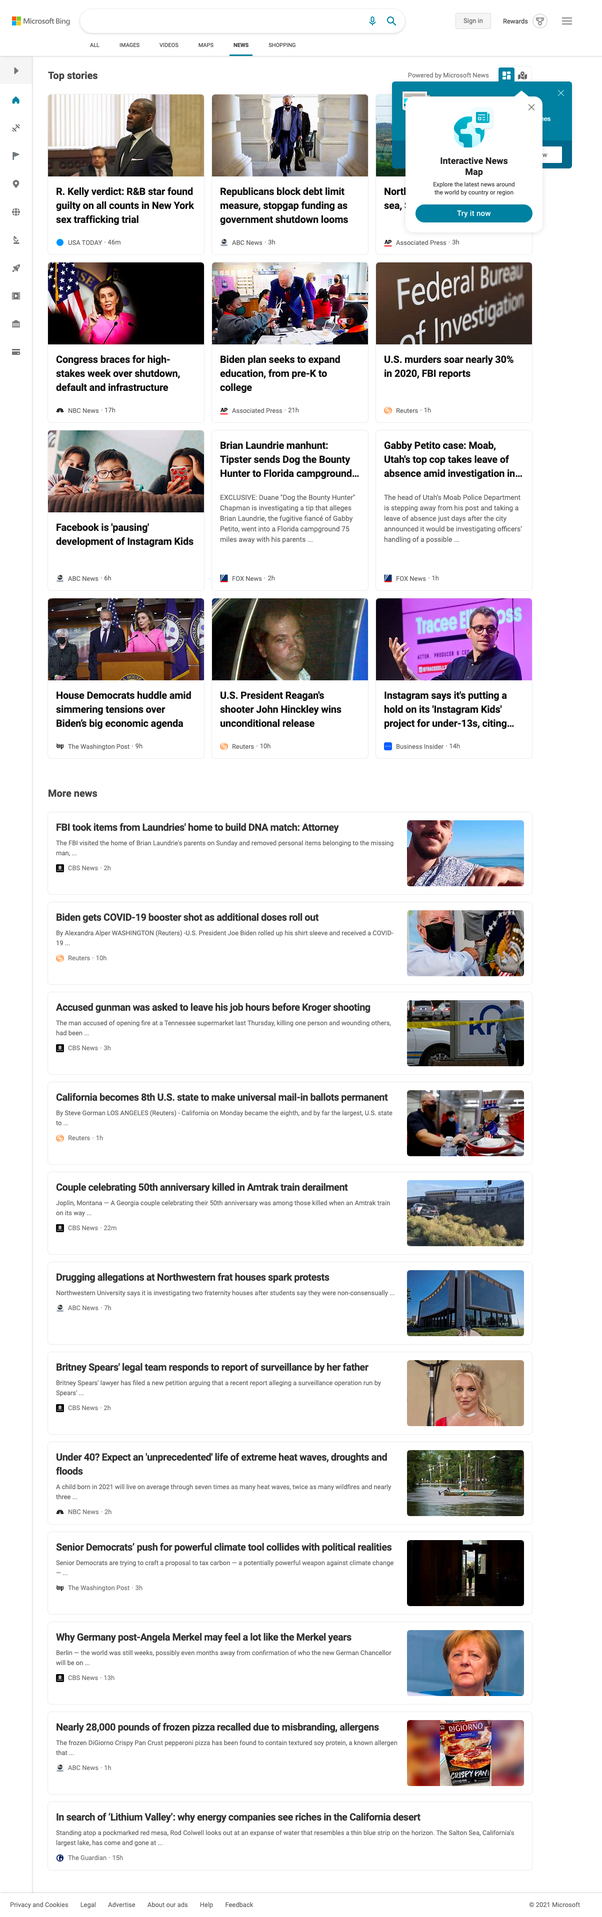 Microsoft Bing
Sign in
Rewards
ALL
IMAGES
VIDEOS
MAPS
NEWS
SHOPPING
Top stories
Powered by Microsoft News
Interactive News
Map
Explore the latest news around
the world by country or region
Try it now
R. Kelly verdict: R&B star found
guilty on all counts in New York
sex trafficking trial
USA TODAY · 46m
Republicans block debt limit
measure, stopgap funding as
government shutdown looms
ABC News · 3h
AP Associated Press · 3h
Congress braces for high-
stakes week over shutdown,
default and infrastructure
NBC News · 17h
Biden plan seeks to expand
education, from pre-K to
college
AP Associated Press · 21h
Federal Bureau
of Investigation
U.S. murders soar nearly 30%
in 2020, FBI reports
Reuters · 1h
Facebook is 'pausing'
development of Instagram Kids
ABC News · 6h
Brian Laundrie manhunt:
Tipster sends Dog the Bounty
Hunter to Florida campground...
EXCLUSIVE: Duane "Dog the Bounty Hunter"
Chapman is investigating a tip that alleges
Brian Laundrie, the fugitive fiancé of Gabby
Petito, went into a Florida campground 75
miles away with his parents ...
FOX News · 2h
Gabby Petito case: Moab,
Utah's top cop takes leave of
absence amid investigation in...
The head of Utah's Moab Police Department
is stepping away from his post and taking a
leave of absence just days after the city
announced it would be investigating officers'
handling of a possible ...
FOX News · 1h
House Democrats huddle amid
simmering tensions over
Biden's big economic agenda
wp The Washington Post · 9h
U.S. President Reagan's
shooter John Hinckley wins
unconditional release
Reuters · 10h
Tracee Ellis Ross
Instagram says it's putting a
hold on its 'Instagram Kids'
project for under-13s, citing...
Business Insider · 14h
More news
FBI took items from Laundries' home to build DNA match: Attorney
The FBI visited the home of Brian Laundrie's parents on Sunday and removed personal items belonging to the missing
man, ...
CBS News · 2h
Biden gets COVID-19 booster shot as additional doses roll out
By Alexandra Alper WASHINGTON (Reuters) -U.S. President Joe Biden rolled up his shirt sleeve and received a COVID-
19 ...
Reuters · 10h
Accused gunman was asked to leave his job hours before Kroger shooting
The man accused of opening fire at a Tennessee supermarket last Thursday, killing one person and wounding others,
had been ...
CBS News · 3h
kr
California becomes 8th U.S. state to make universal mail-in ballots permanent
By Steve Gorman LOS ANGELES (Reuters) - California on Monday became the eighth, and by far the largest, U.S. state
to ...
Reuters · 1h
Couple celebrating 50th anniversary killed in Amtrak train derailment
Joplin, Montana — A Georgia couple celebrating their 50th anniversary was among those killed when an Amtrak train
on its way ...
CBS News · 22m
Drugging allegations at Northwestern frat houses spark protests
Northwestern University says it is investigating two fraternity houses after students say they were non-consensually ...
ABC News · 7h
Britney Spears' legal team responds to report of surveillance by her father
Britney Spears' lawyer has filed a new petition arguing that a recent report alleging a surveillance operation run by
Spears' ...
CBS News · 2h
Under 40? Expect an 'unprecedented' life of extreme heat waves, droughts and
floods
A child born in 2021 will live on average through seven times as many heat waves, twice as many wildfires and nearly
three ...
NBC News · 2h
Senior Democrats' push for powerful climate tool collides with political realities
Senior Democrats are trying to craft a proposal to tax carbon — a potentially powerful weapon against climate change
— ...
wp The Washington Post · 3h
Why Germany post-Angela Merkel may feel a lot like the Merkel years
Berlin — the world was still weeks, possibly even months away from confirmation of who the new German Chancellor
will be on ...
CBS News · 13h
Nearly 28,000 pounds of frozen pizza recalled due to misbranding, allergens
The frozen DiGiorno Crispy Pan Crust pepperoni pizza has been found to contain textured soy protein, a known allergen
that ...
ABC News · 1h
DIGIORNO
CRISPY PAN
In search of 'Lithium Valley': why energy companies see riches in the California desert
Standing atop a pockmarked red mesa, Rod Colwell looks out at an expanse of water that resembles a thin blue strip on the horizon. The Salton Sea, California's
largest lake, has come and gone at ...
The Guardian · 15h
Privacy and Cookies
Legal
Advertise
About our ads
Help
Feedback
© 2021 Microsoft